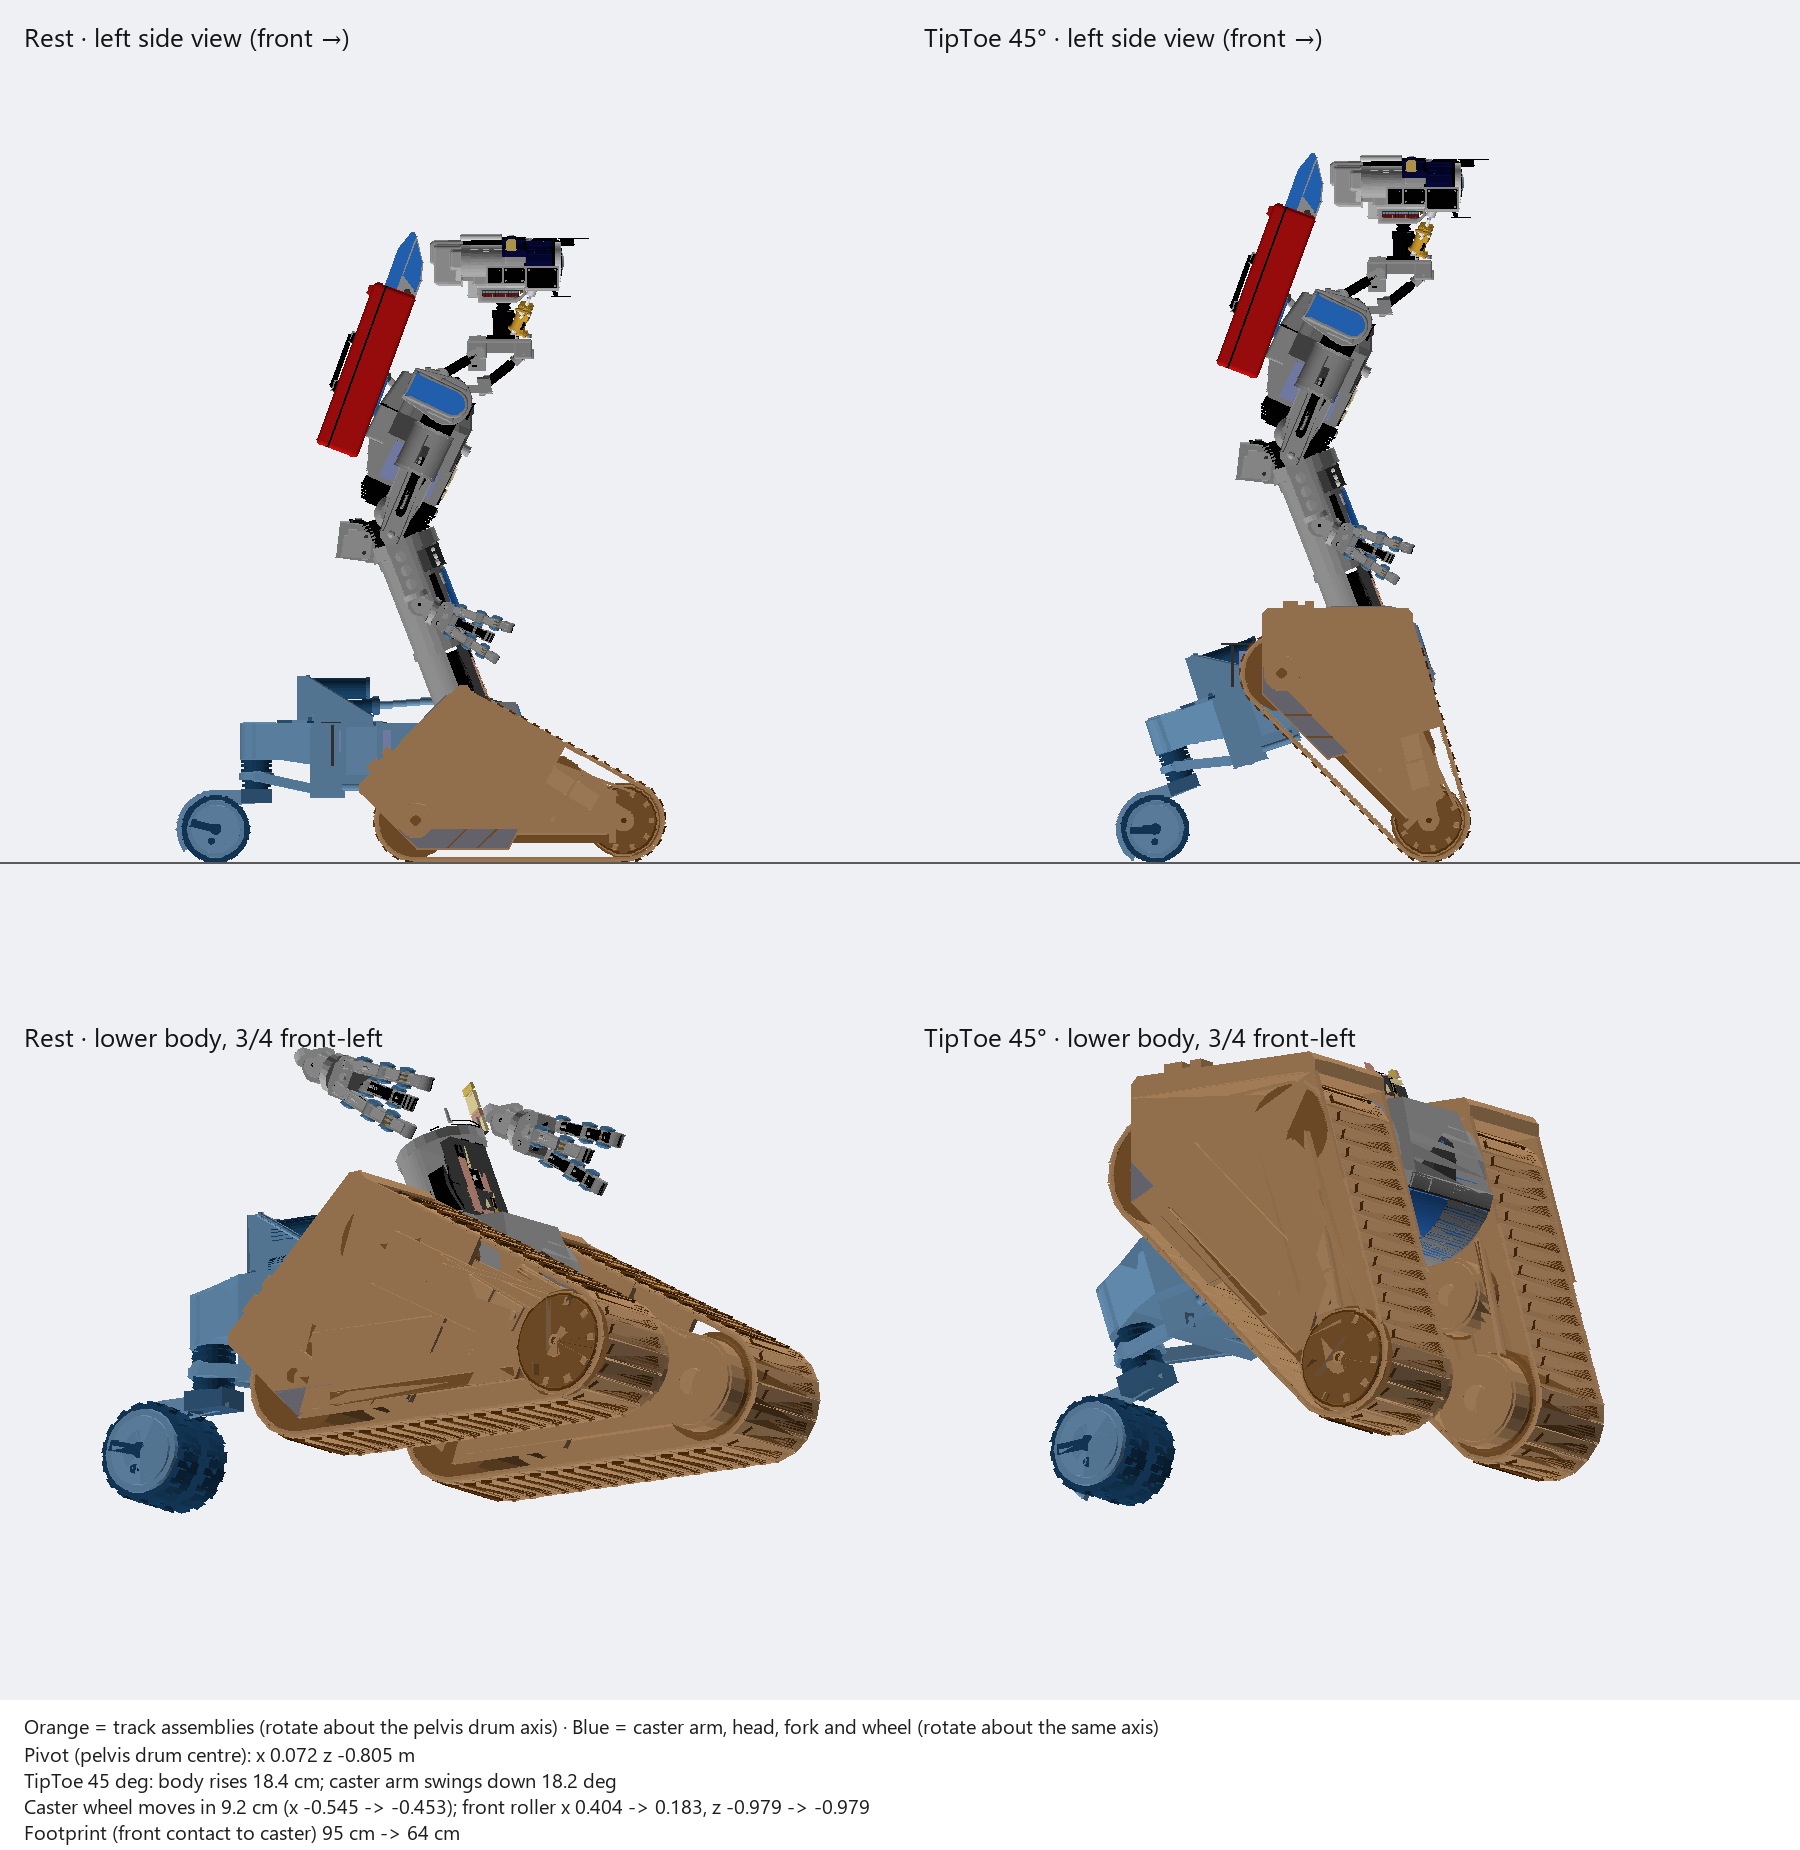 Rest · left side view (front →)
TipToe 45° · left side view (front →)
Rest · lower body, 3/4 front-left
TipToe 45° · lower body, 3/4 front-left
Orange = track assemblies (rotate about the pelvis drum axis) · Blue = caster arm, head, fork and wheel (rotate about the same axis)
Pivot (pelvis drum centre): x 0.072 z -0.805 m
TipToe 45 deg: body rises 18.4 cm; caster arm swings down 18.2 deg
Caster wheel moves in 9.2 cm (x -0.545 -> -0.453); front roller x 0.404 -> 0.183, z -0.979 -> -0.979
Footprint (front contact to caster) 95 cm -> 64 cm